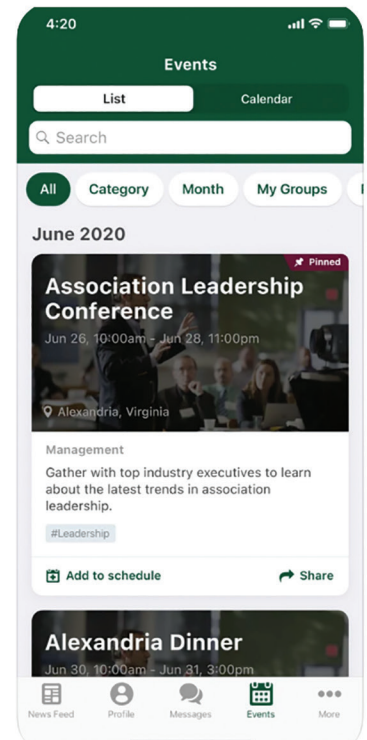 4:20
Events
List
Calendar
Search
All
Category
Month
My Groups
June 2020
Pinned
Association Leadership
Conference
Jun 26, 10:00am - Jun 28, 11:00pm
Alexandria, Virginia
Management
Gather with top industry executives to learn
about the latest trends in association
leadership.
#Leadership
Add to schedule
Share
Alexandria Dinner
Jun 30, 10:00am - Jun 31, 3:00pm
News Feed
Profile
Messages
Events
More